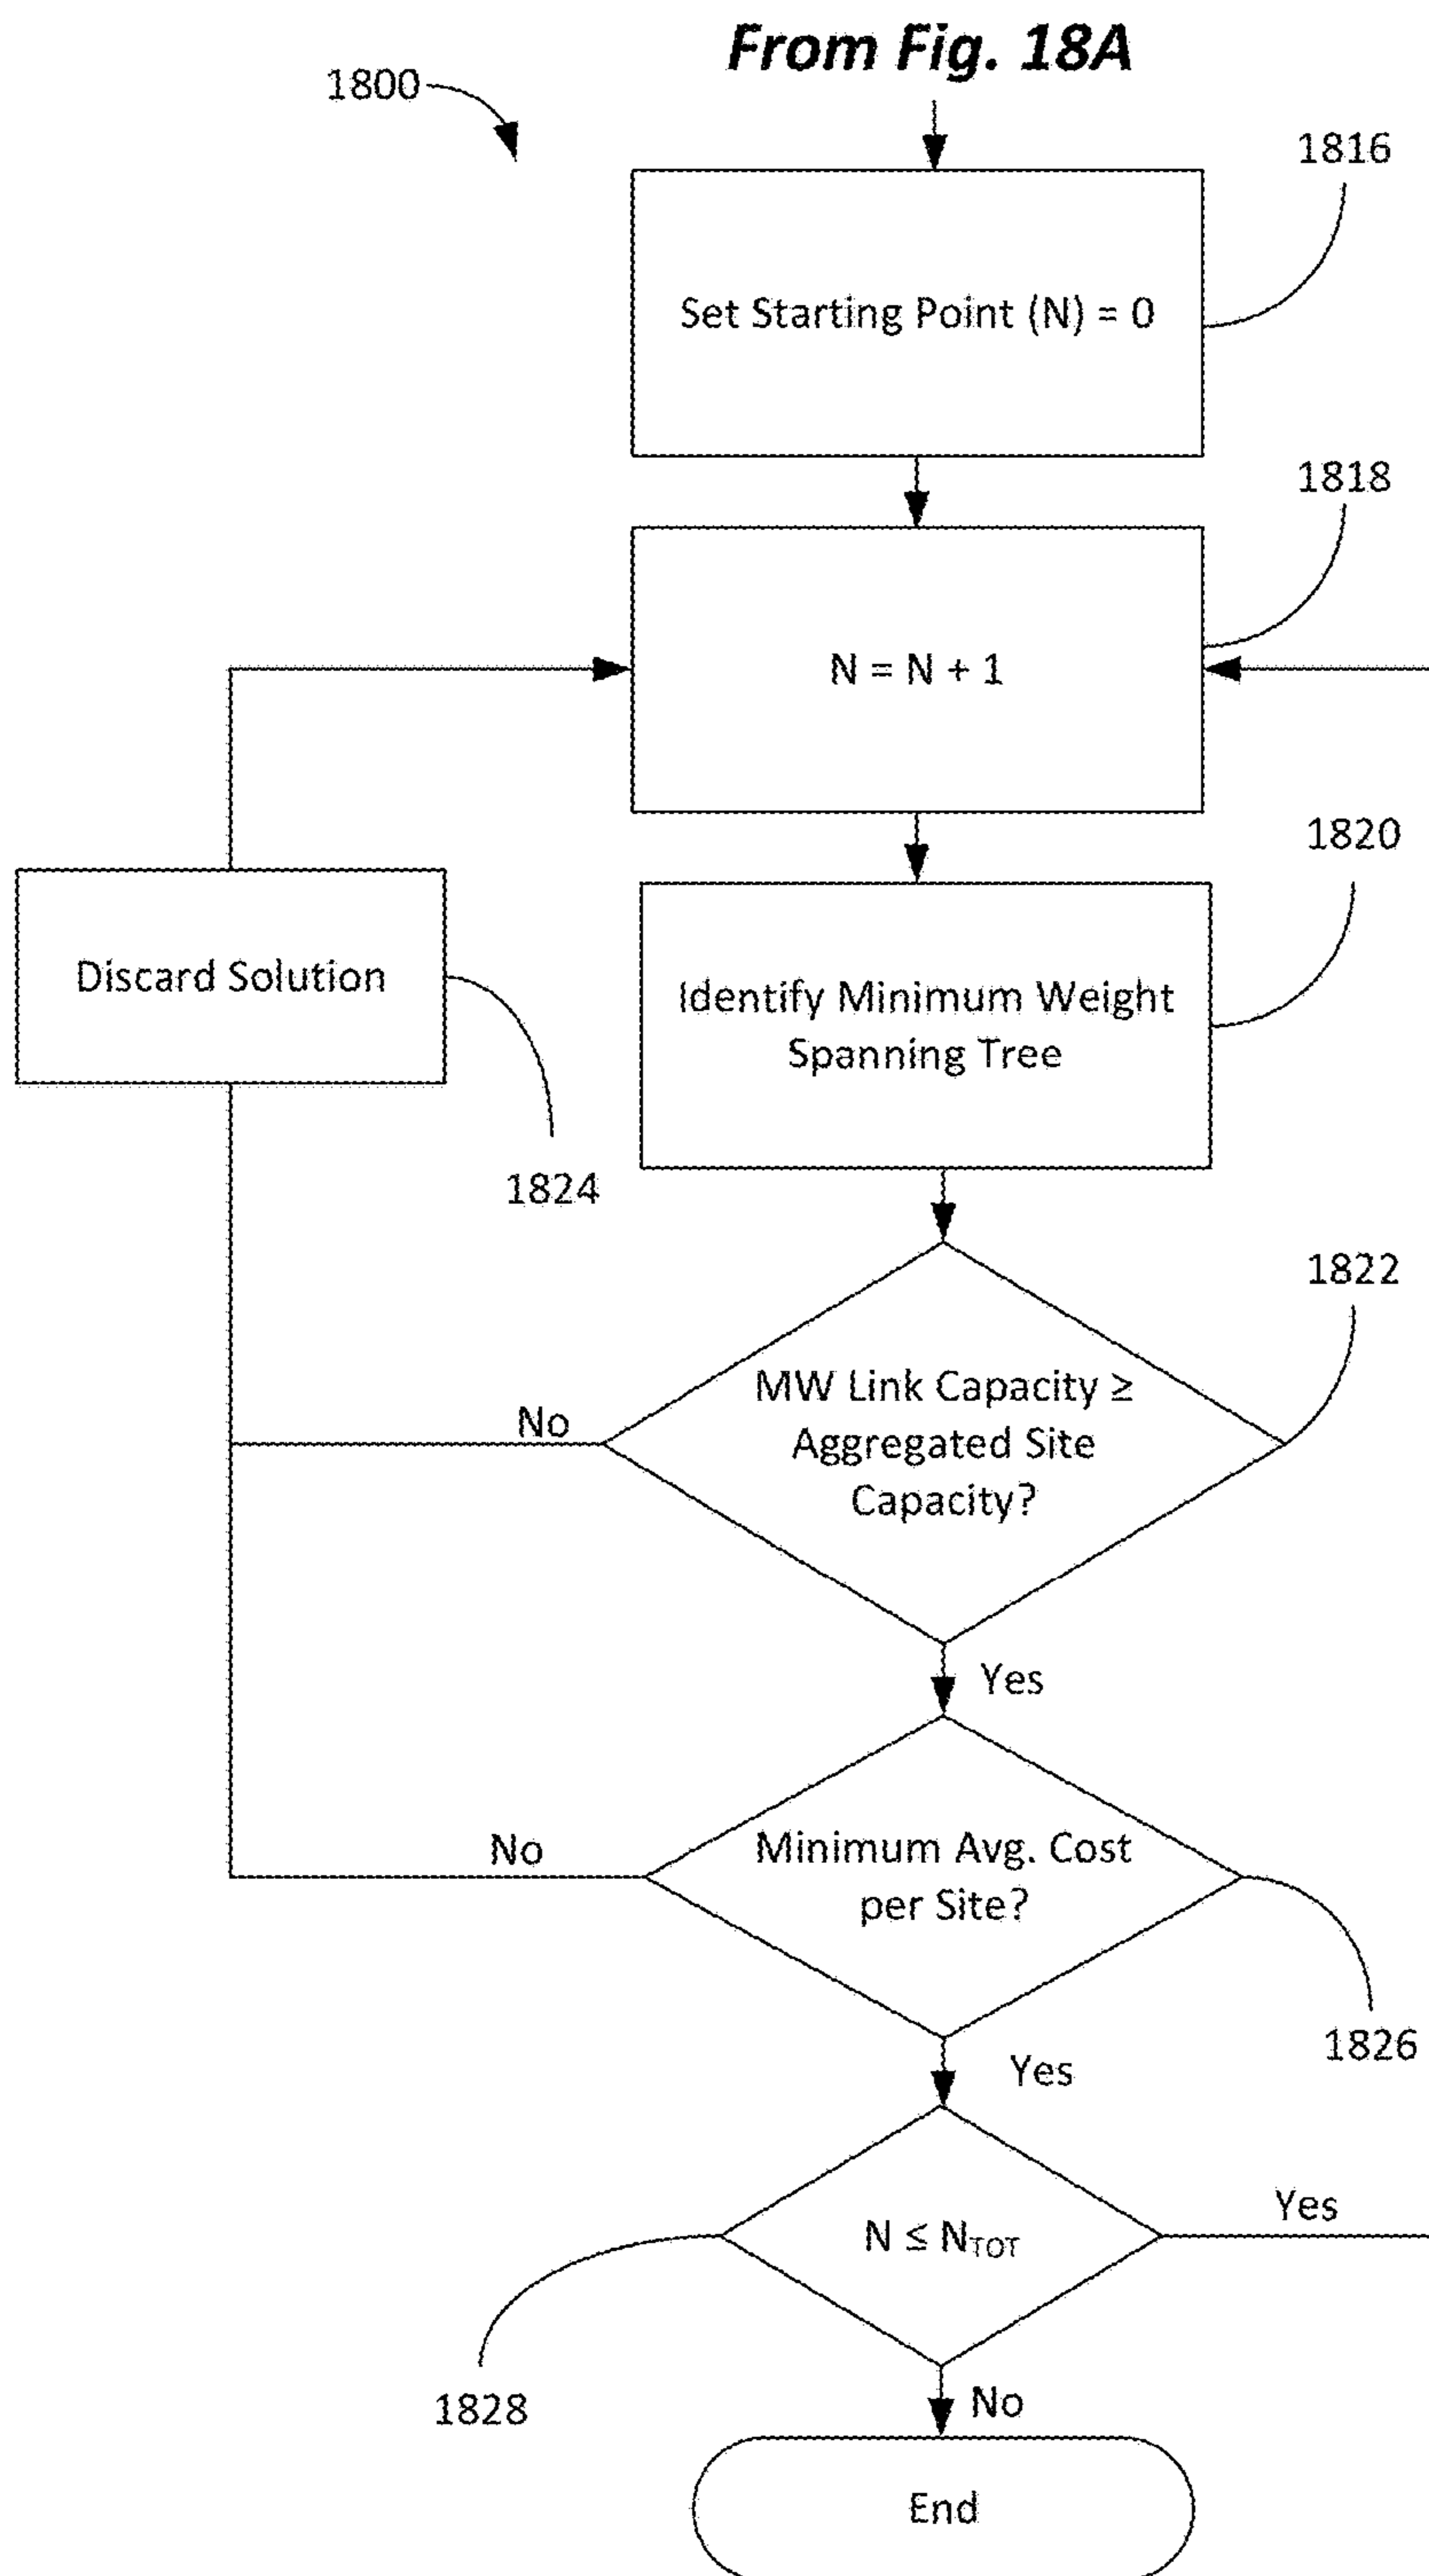 From Fig. 18A
1800
1816
Set Starting Point (N) = 0
1818
N = N + 1
1820
Discard Solution
Identify Minimum Weight
Spanning Tree
1824
1822
MW Link Capacity ≥
Aggregated Site
Capacity?
No
Yes
Minimum Avg. Cost
per Site?
No
1826
Yes
N ≤ NTOT
Yes
1828
No
End